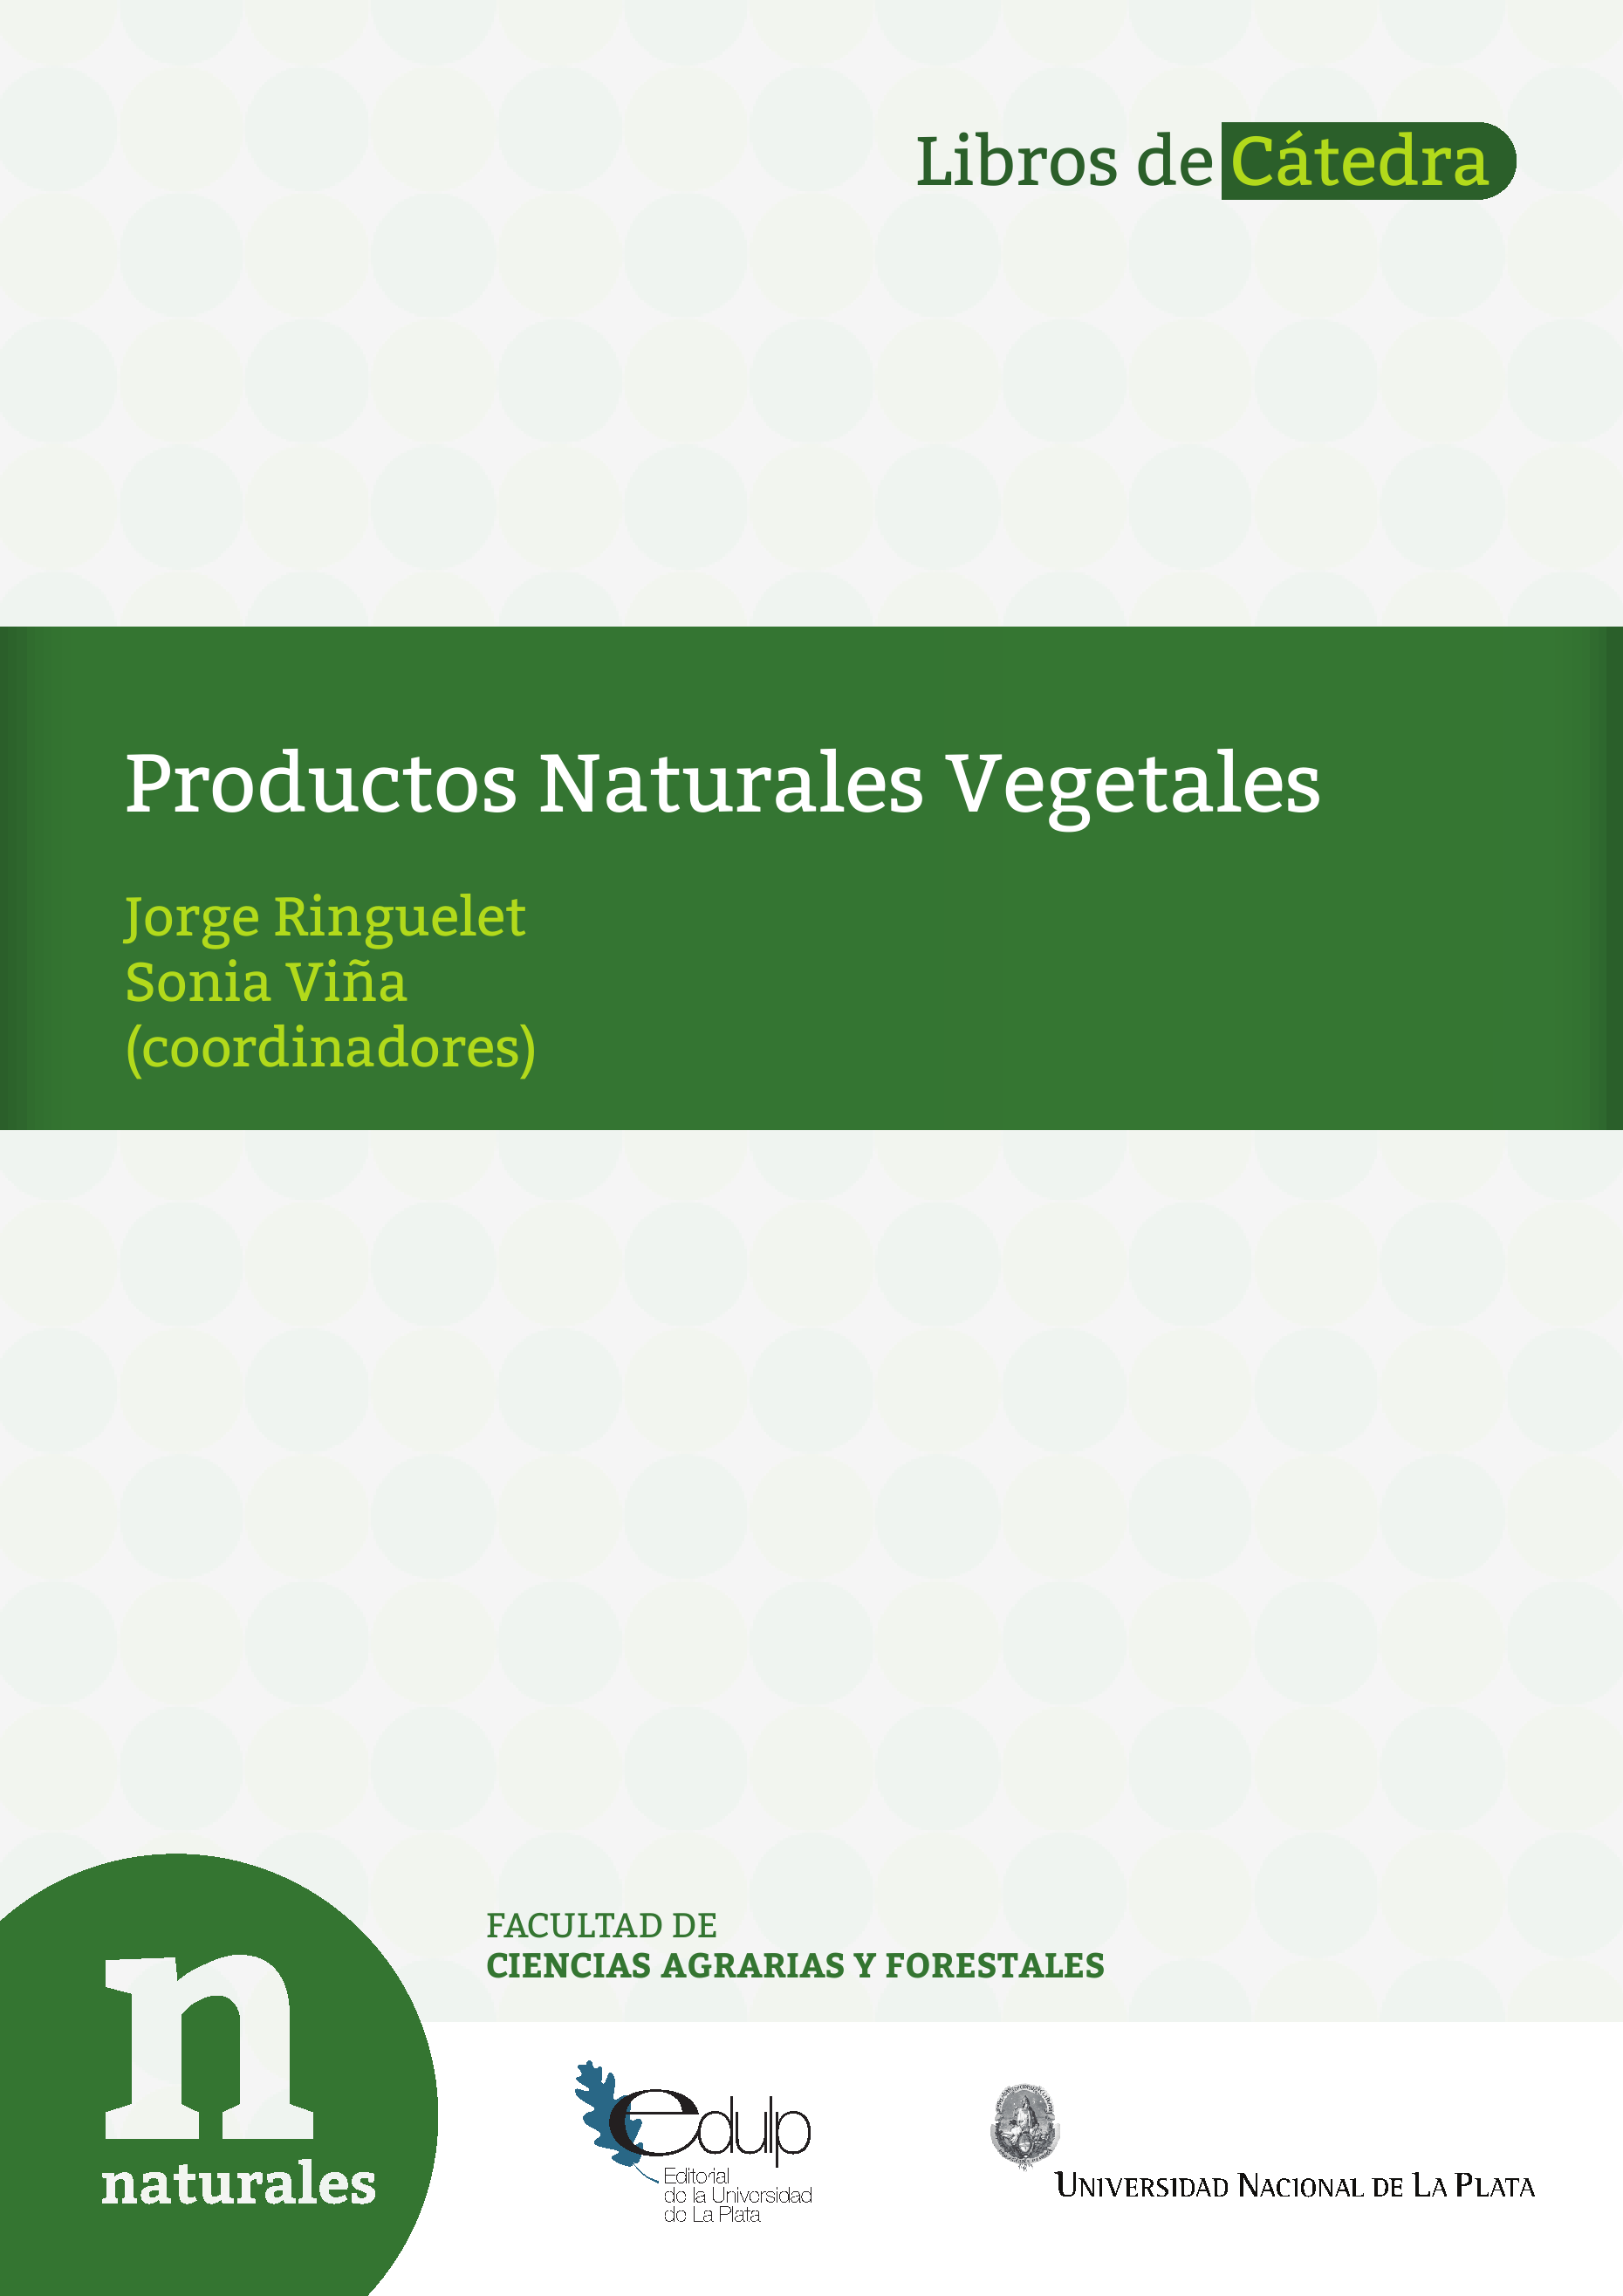 Libros de Cátedra
Productos Naturales Vegetales
Jorge Ringuelet
Sonia Viña
(coordinadores)
FACULTAD DE
CIENCIAS AGRARIAS Y FORESTALES
n
naturales
edulp
Editorial
de la Universidad
de La Plata
UNIVERSIDAD NACIONAL DE LA PLATA